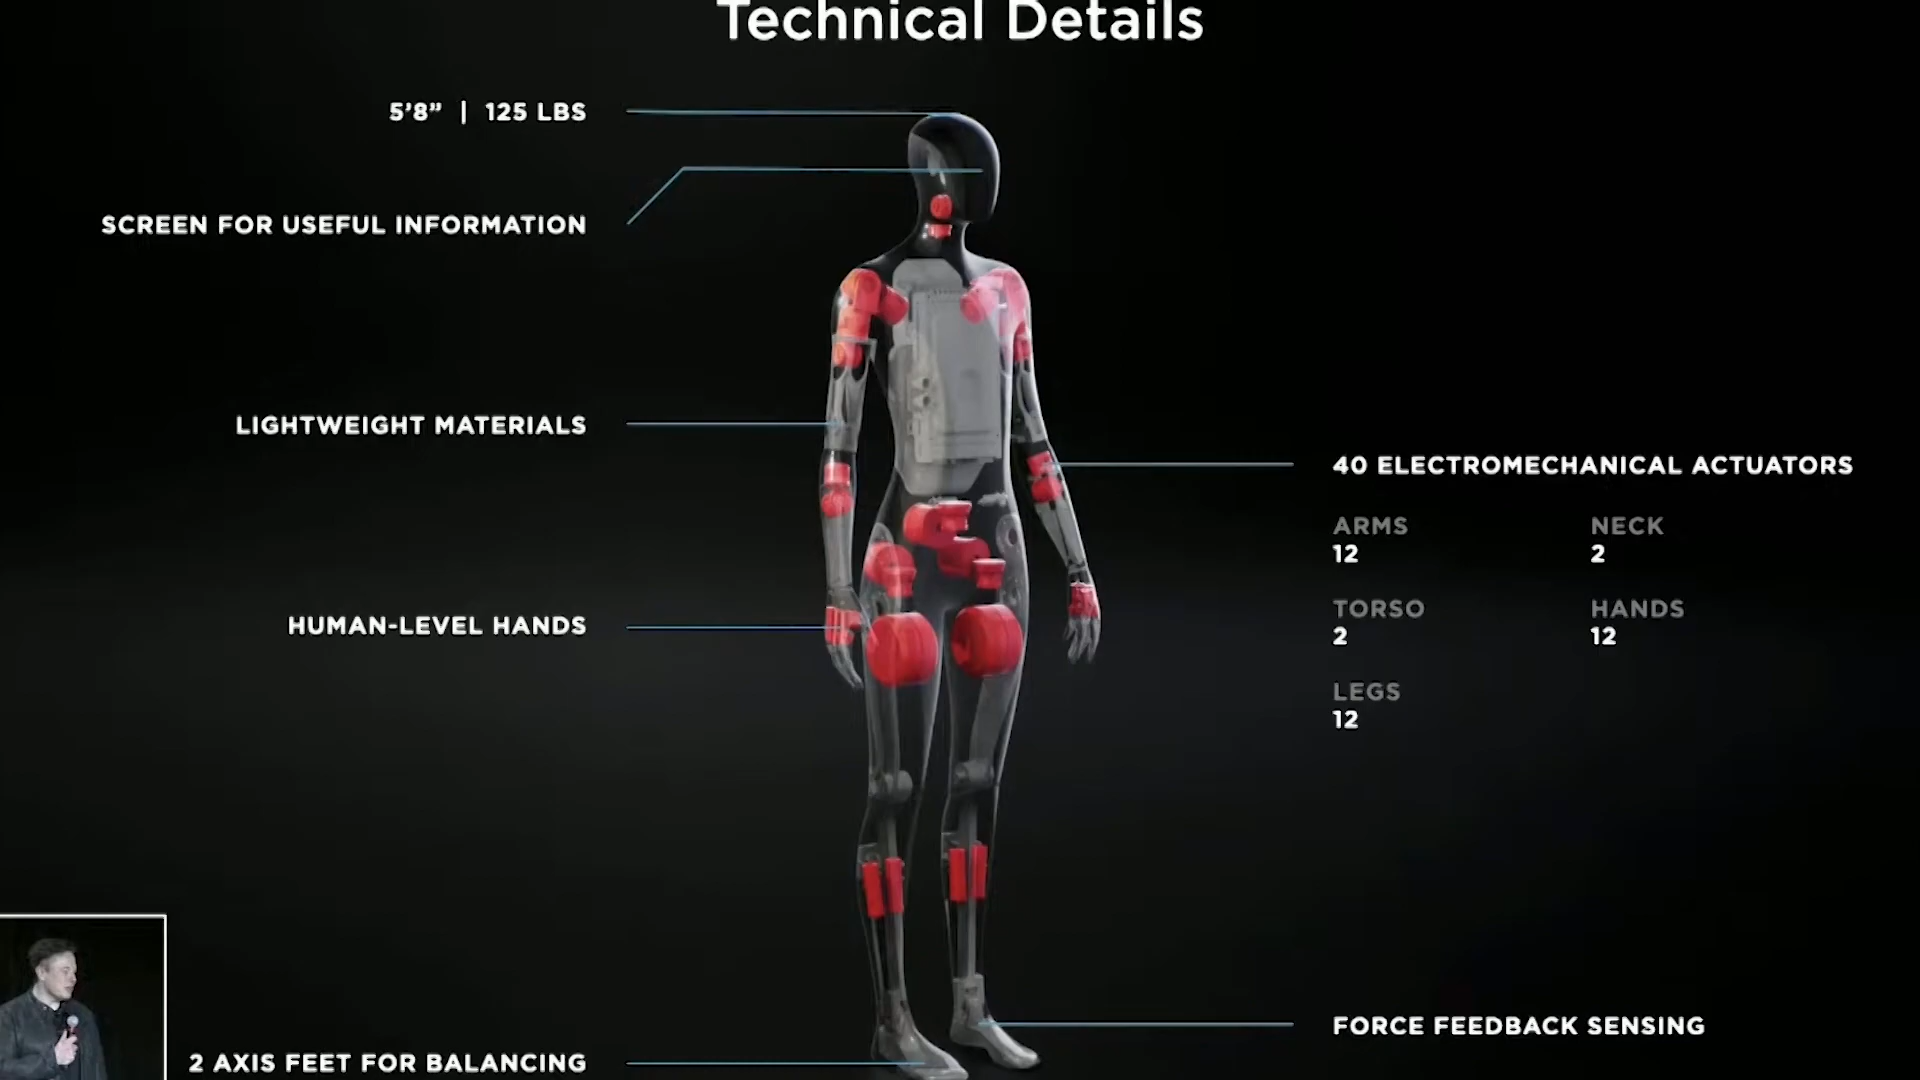 Technical Details
5’8” | 125 LBS
SCREEN FOR USEFUL INFORMATION
LIGHTWEIGHT MATERIALS
HUMAN-LEVEL HANDS
2 AXIS FEET FOR BALANCING
40 ELECTROMECHANICAL ACTUATORS
ARMS
12
NECK
2
TORSO
2
HANDS
12
LEGS
12
FORCE FEEDBACK SENSING